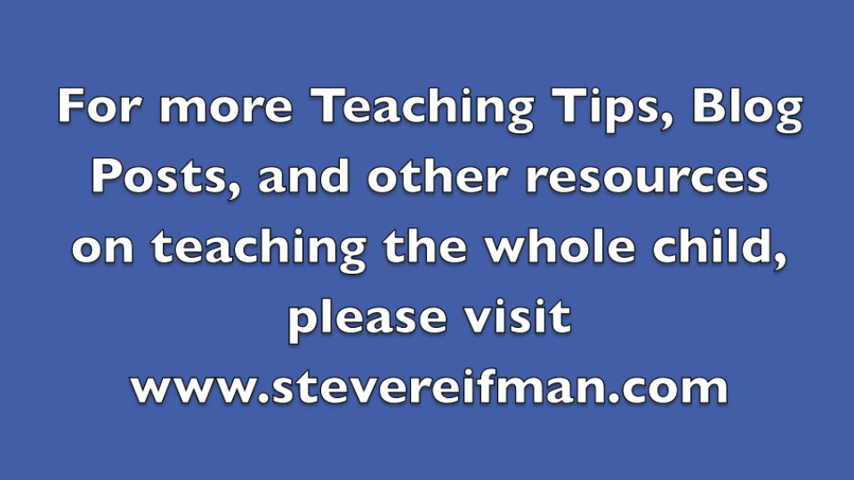 For more Teaching Tips, Blog
Posts, and other resources
on teaching the whole child,
please visit
www.stevereifman.com